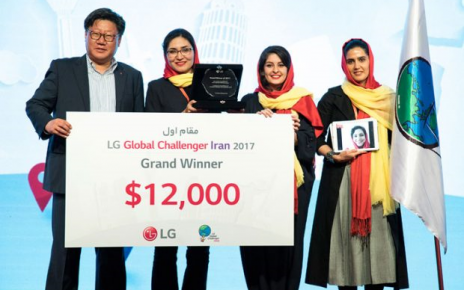 مقام اول
LG Global Challenger Iran 2017
Grand Winner
$12,000
LG